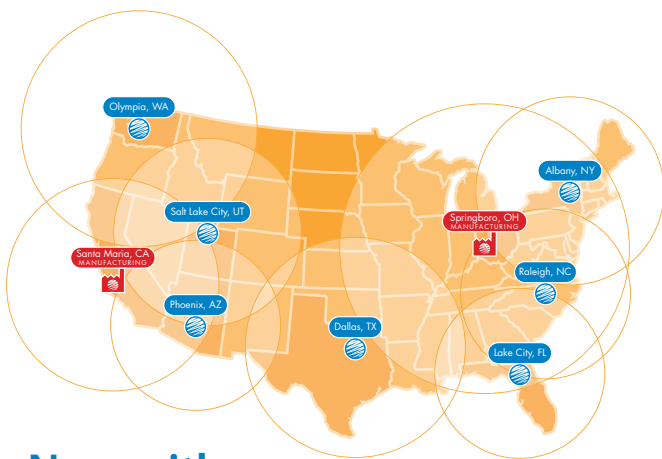 Olympia, WA
Albany, NY
Salt Lake City, UT
Springboro, OH
MANUFACTURING
Santa Maria, CA
MANUFACTURING
Raleigh, NC
Phoenix, AZ
Dallas, TX
Lake City, FL